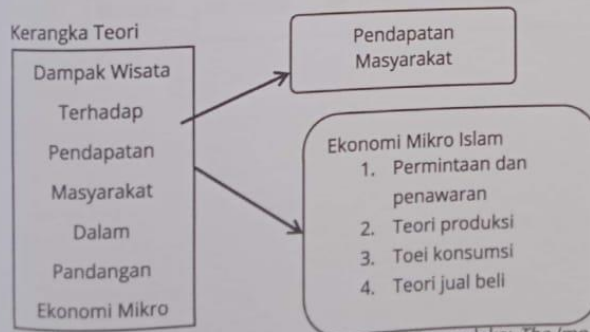 Kerangka Teori
Dampak Wisata
Terhadap
Pendapatan
Masyarakat
Dalam
Pandangan
Ekonomi Mikro
Pendapatan
Masyarakat
Ekonomi Mikro Islam
1. Permintaan dan
penawaran
2. Teori produksi
3. Toei konsumsi
4. Teori jual beli